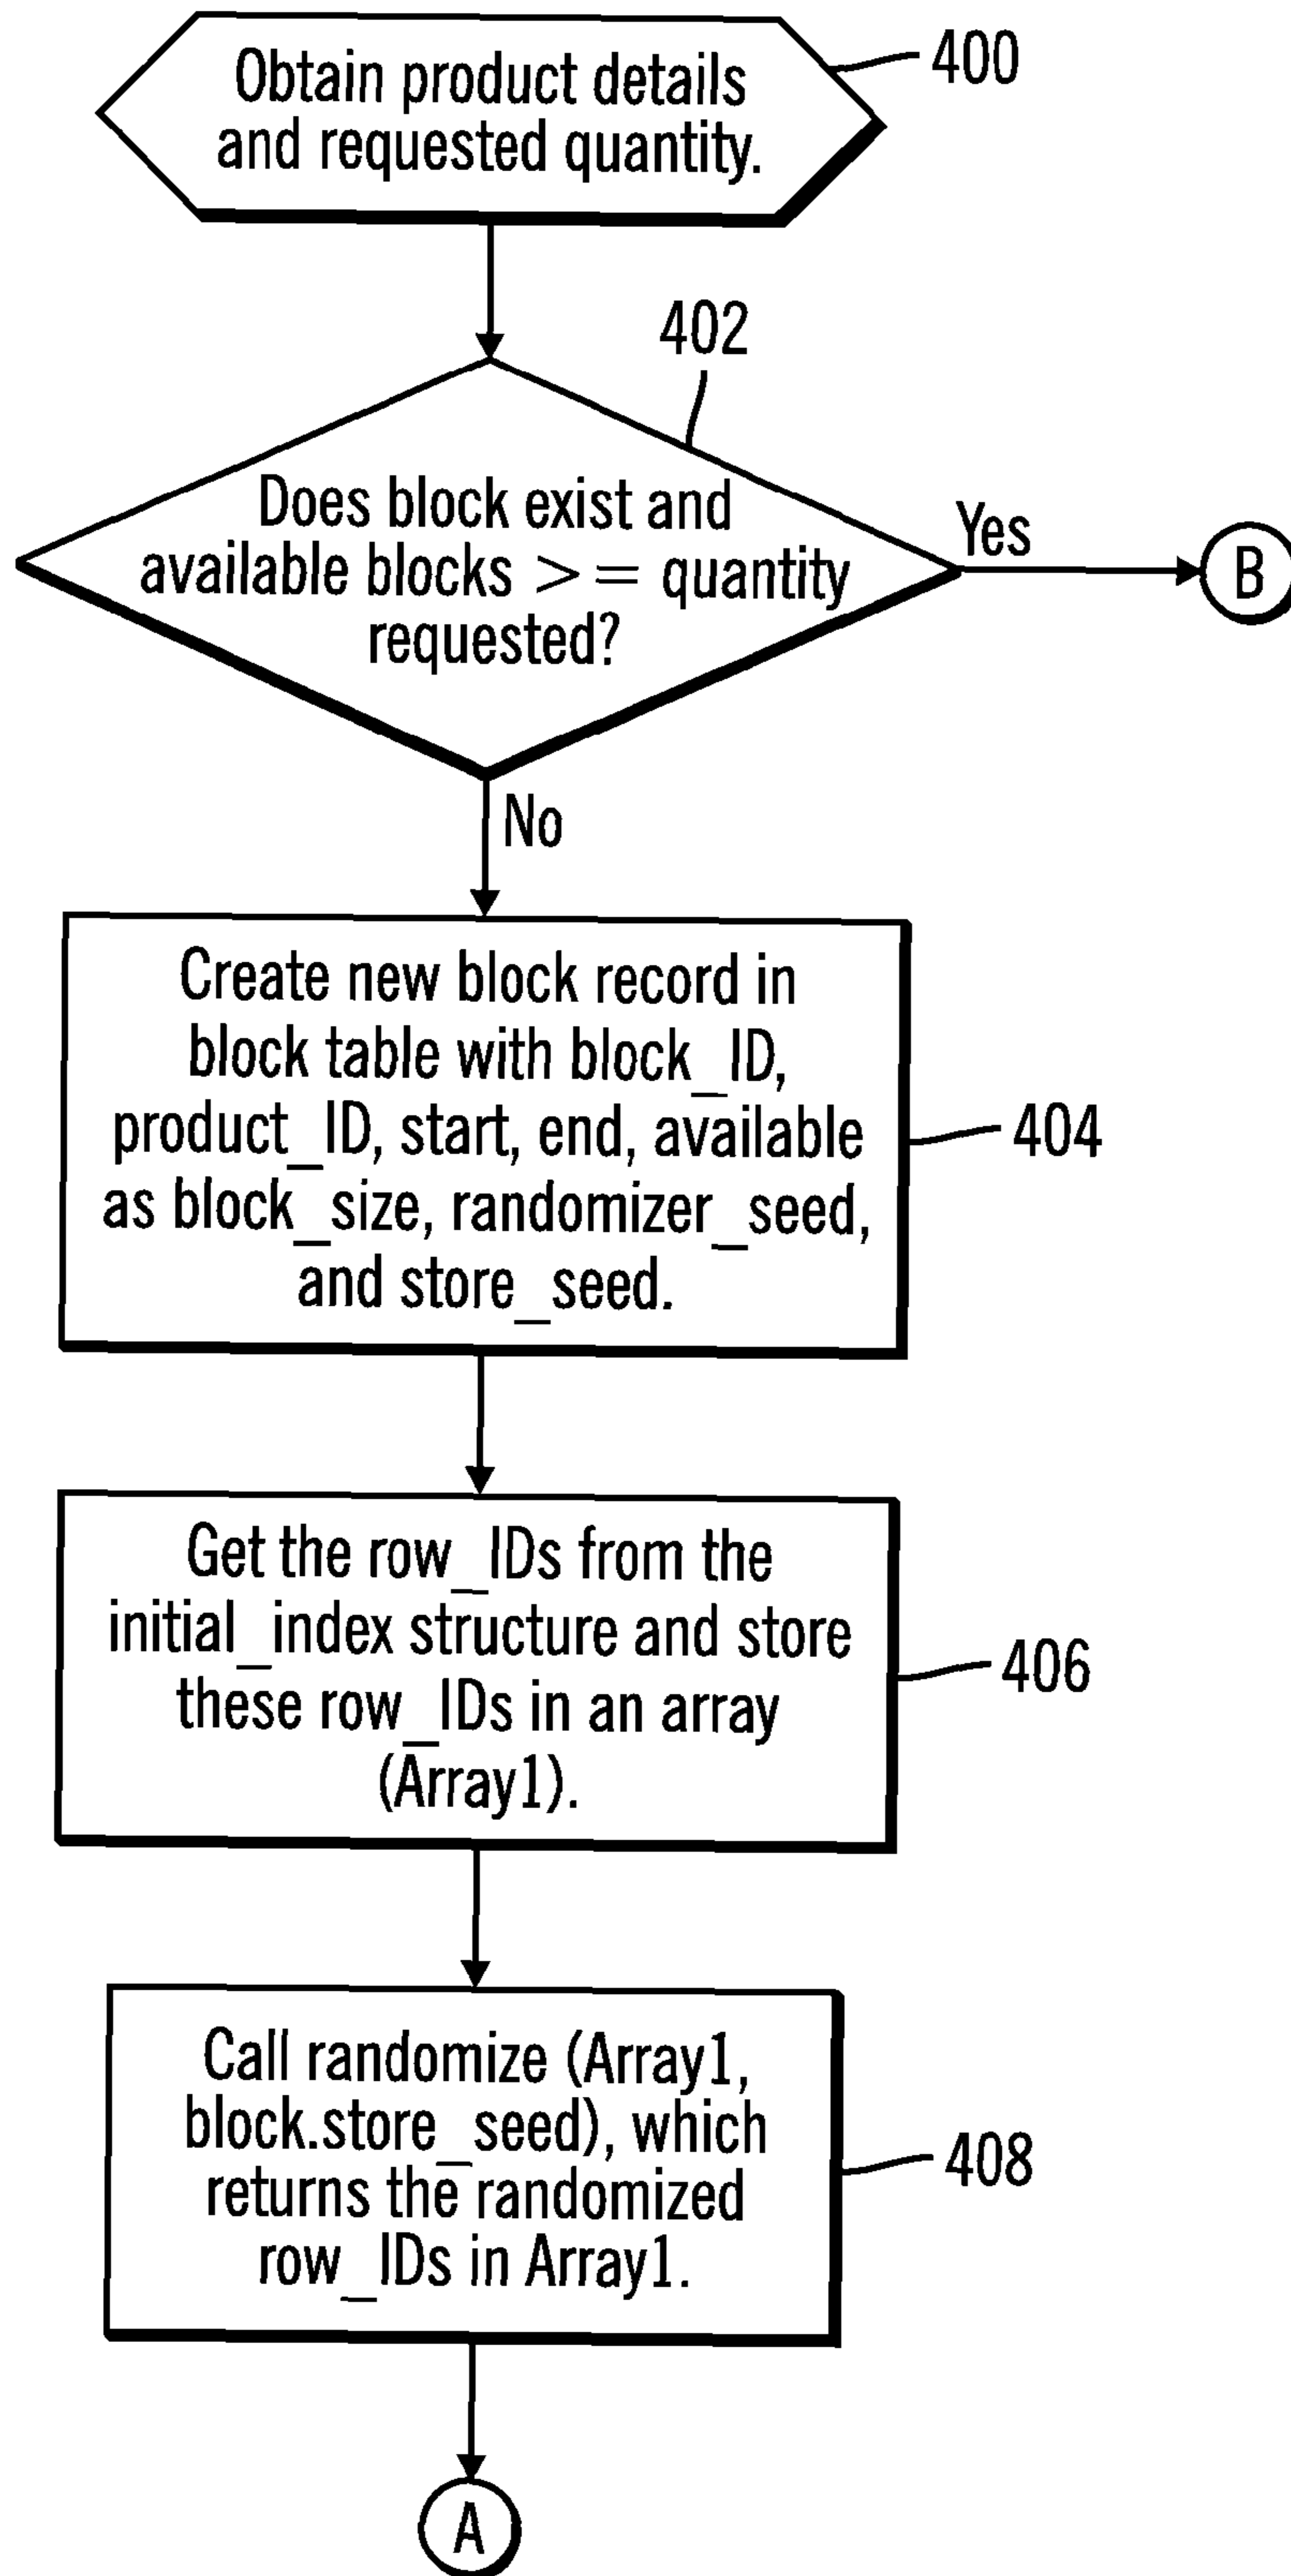 Obtain product details
and requested quantity.
400
402
Does block exist and
available blocks >= quantity
requested?
Yes
B
No
Create new block record in
block table with block_ID,
product_ID, start, end, available
as block_size, randomizer_seed,
and store_seed.
404
Get the row_IDs from the
initial_index structure and store
these row_IDs in an array
(Array1).
406
Call randomize (Array1,
block.store_seed), which
returns the randomized
row_IDs in Array1.
408
A